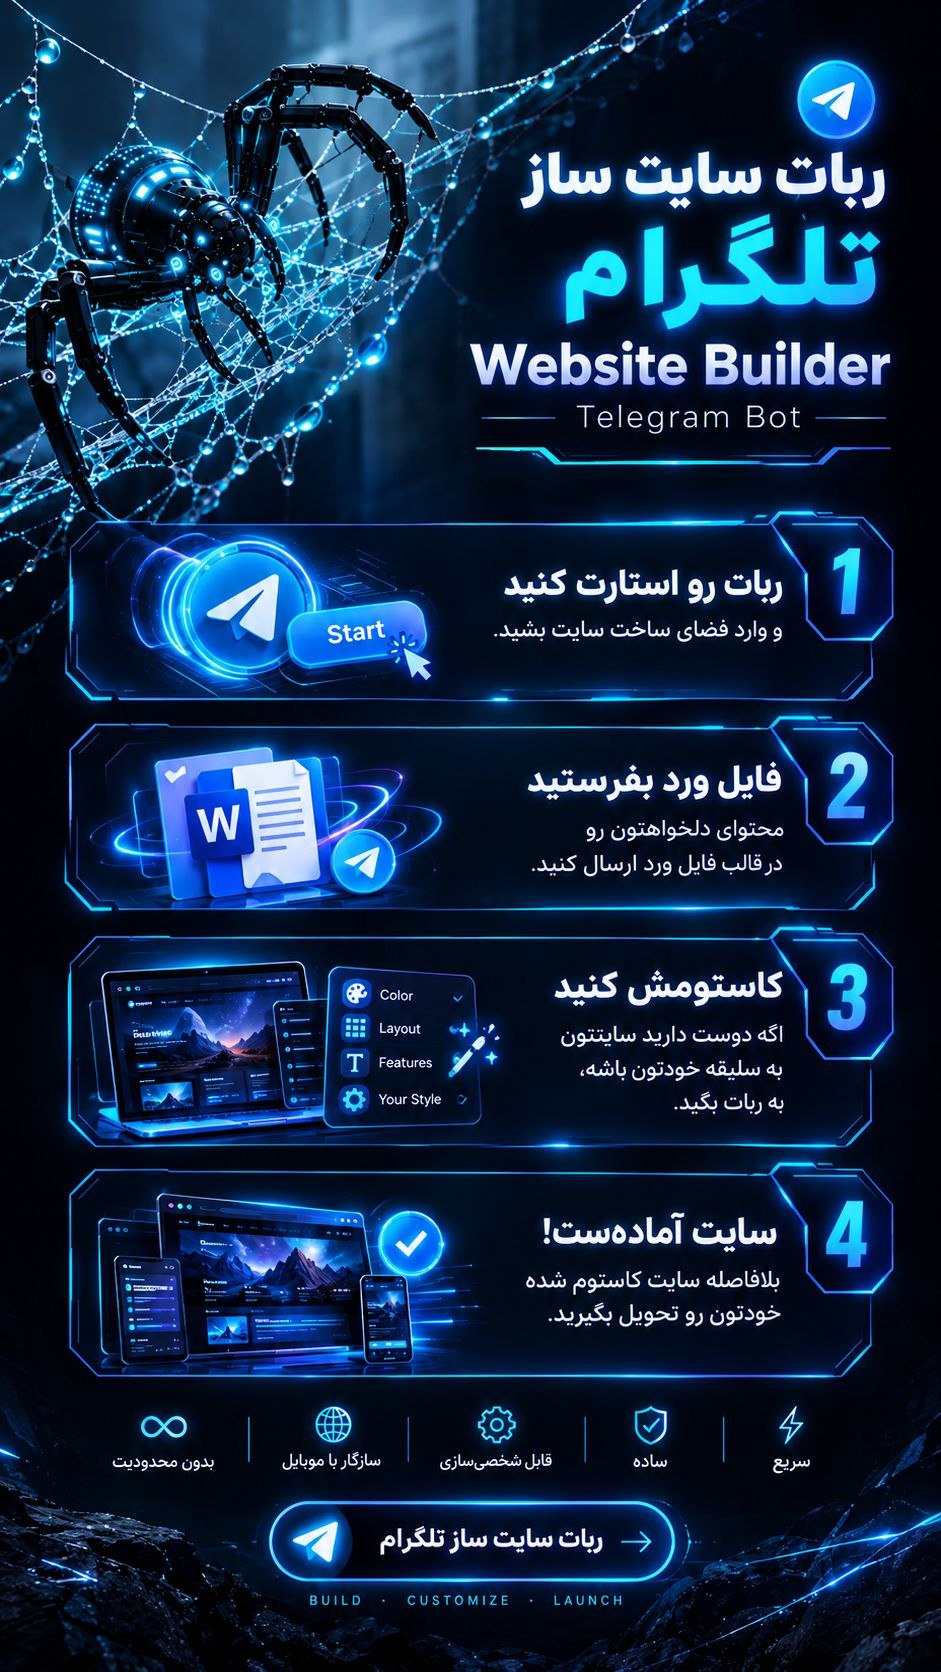 ربات سایت ساز
تلگرام
Website Builder
Telegram Bot
1
ربات رو استارت کنید
و وارد فضای ساخت سایت بشید.
Start
2
فایل ورد بفرستید
محتوای دلخواهتون رو
در قالب فایل ورد ارسال کنید.
W
3
کاستومش کنید
اگه دوست دارید سایتتون
به سلیقه خودتون باشه،
به ربات بگید.
Color
Layout
T Features
Your Style
4
سایت آماده‌ست!
بلافاصله سایت کاستوم شده
خودتون رو تحویل بگیرید.
سریع
ساده
قابل شخصی‌سازی
سازگار با موبایل
بدون محدودیت
ربات سایت ساز تلگرام
BUILD · CUSTOMIZE · LAUNCH